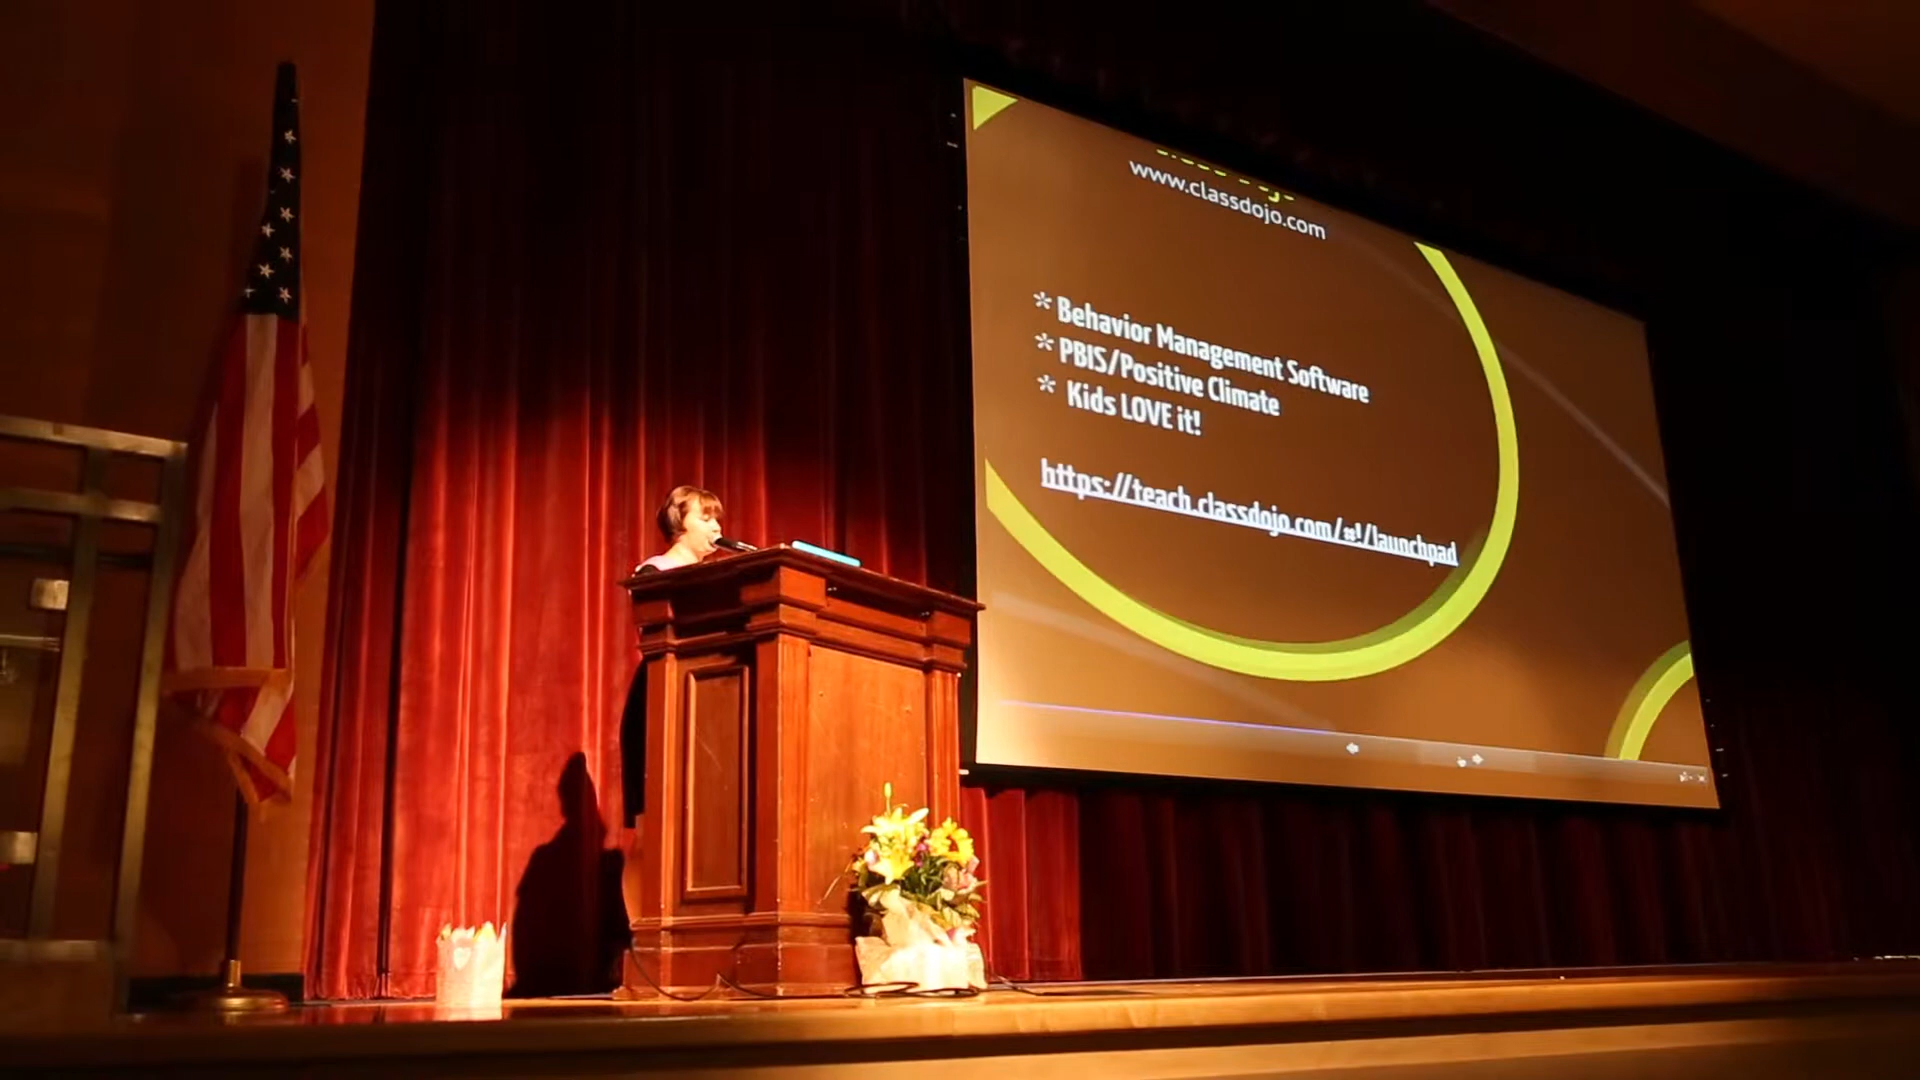 www.classdojo.com
* Behavior Management Software
* PBIS/Positive Climate
* Kids LOVE it!
https://teach.classdojo.com/#!/launchpad